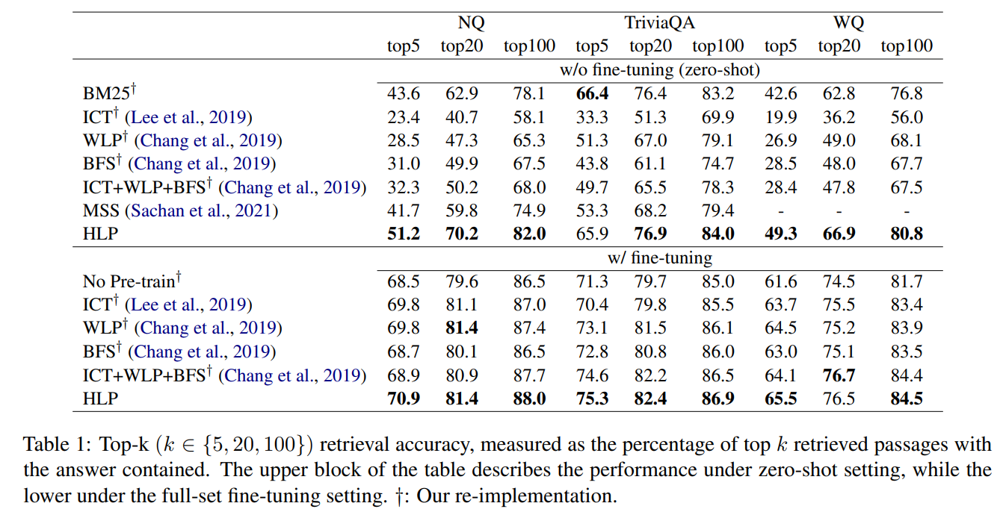 NQ TriviaQA WQ
top5 top20 top100 top5 top20 top100 top5 top20 top100
w/o fine-tuning (zero-shot)
BM25† 43.6 62.9 78.1 66.4 76.4 83.2 42.6 62.8 76.8
ICT† (Lee et al., 2019) 23.4 40.7 58.1 33.3 51.3 69.9 19.9 36.2 56.0
WLP† (Chang et al., 2019) 28.5 47.3 65.3 51.3 67.0 79.1 26.9 49.0 68.1
BFS† (Chang et al., 2019) 31.0 49.9 67.5 43.8 61.1 74.7 28.5 48.0 67.7
ICT+WLP+BFS† (Chang et al., 2019) 32.3 50.2 68.0 49.7 65.5 78.3 28.4 47.8 67.5
MSS (Sachan et al., 2021) 41.7 59.8 74.9 53.3 68.2 79.4 - - -
HLP 51.2 70.2 82.0 65.9 76.9 84.0 49.3 66.9 80.8
w/ fine-tuning
No Pre-train† 68.5 79.6 86.5 71.3 79.7 85.0 61.6 74.5 81.7
ICT† (Lee et al., 2019) 69.8 81.1 87.0 70.4 79.8 85.5 63.7 75.5 83.4
WLP† (Chang et al., 2019) 69.8 81.4 87.4 73.1 81.5 86.1 64.5 75.2 83.9
BFS† (Chang et al., 2019) 68.7 80.1 86.5 72.8 80.8 86.0 63.0 75.1 83.5
ICT+WLP+BFS† (Chang et al., 2019) 68.9 80.9 87.7 74.6 82.2 86.5 64.1 76.7 84.4
HLP 70.9 81.4 88.0 75.3 82.4 86.9 65.5 76.5 84.5
Table 1: Top-k (k ∈ {5, 20, 100}) retrieval accuracy, measured as the percentage of top k retrieved passages with
the answer contained. The upper block of the table describes the performance under zero-shot setting, while the
lower under the full-set fine-tuning setting. †: Our re-implementation.